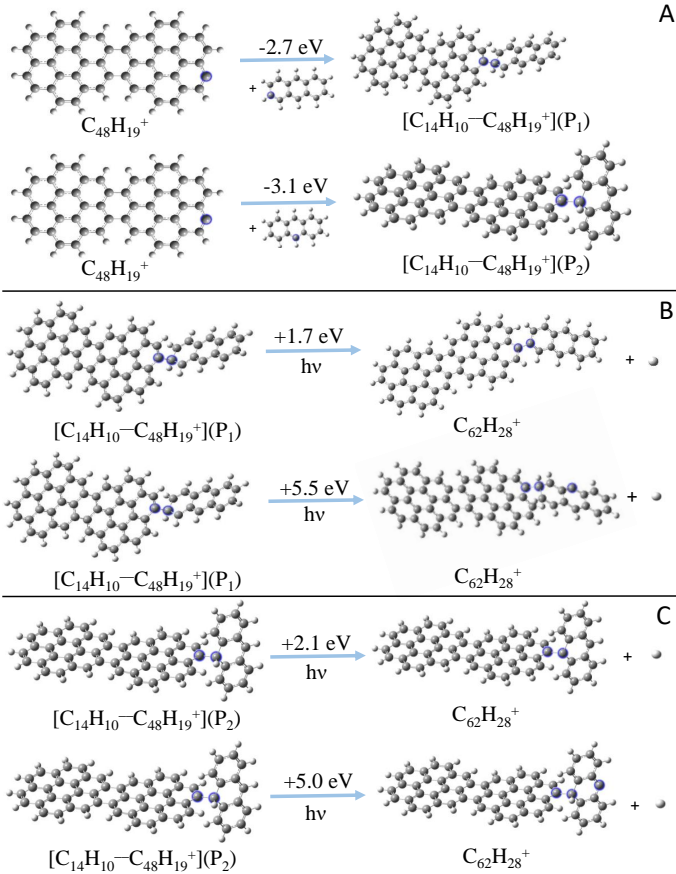 A
-2.7 eV
+
C₄₈H₁₉⁺
[C₁₄H₁₀—C₄₈H₁₉⁺](P₁)
-3.1 eV
+
C₄₈H₁₉⁺
[C₁₄H₁₀—C₄₈H₁₉⁺](P₂)
B
+1.7 eV
hν
+
[C₁₄H₁₀—C₄₈H₁₉⁺](P₁)
C₆₂H₂₈⁺
+5.5 eV
hν
+
[C₁₄H₁₀—C₄₈H₁₉⁺](P₁)
C₆₂H₂₈⁺
C
+2.1 eV
hν
+
[C₁₄H₁₀—C₄₈H₁₉⁺](P₂)
C₆₂H₂₈⁺
+5.0 eV
hν
+
[C₁₄H₁₀—C₄₈H₁₉⁺](P₂)
C₆₂H₂₈⁺